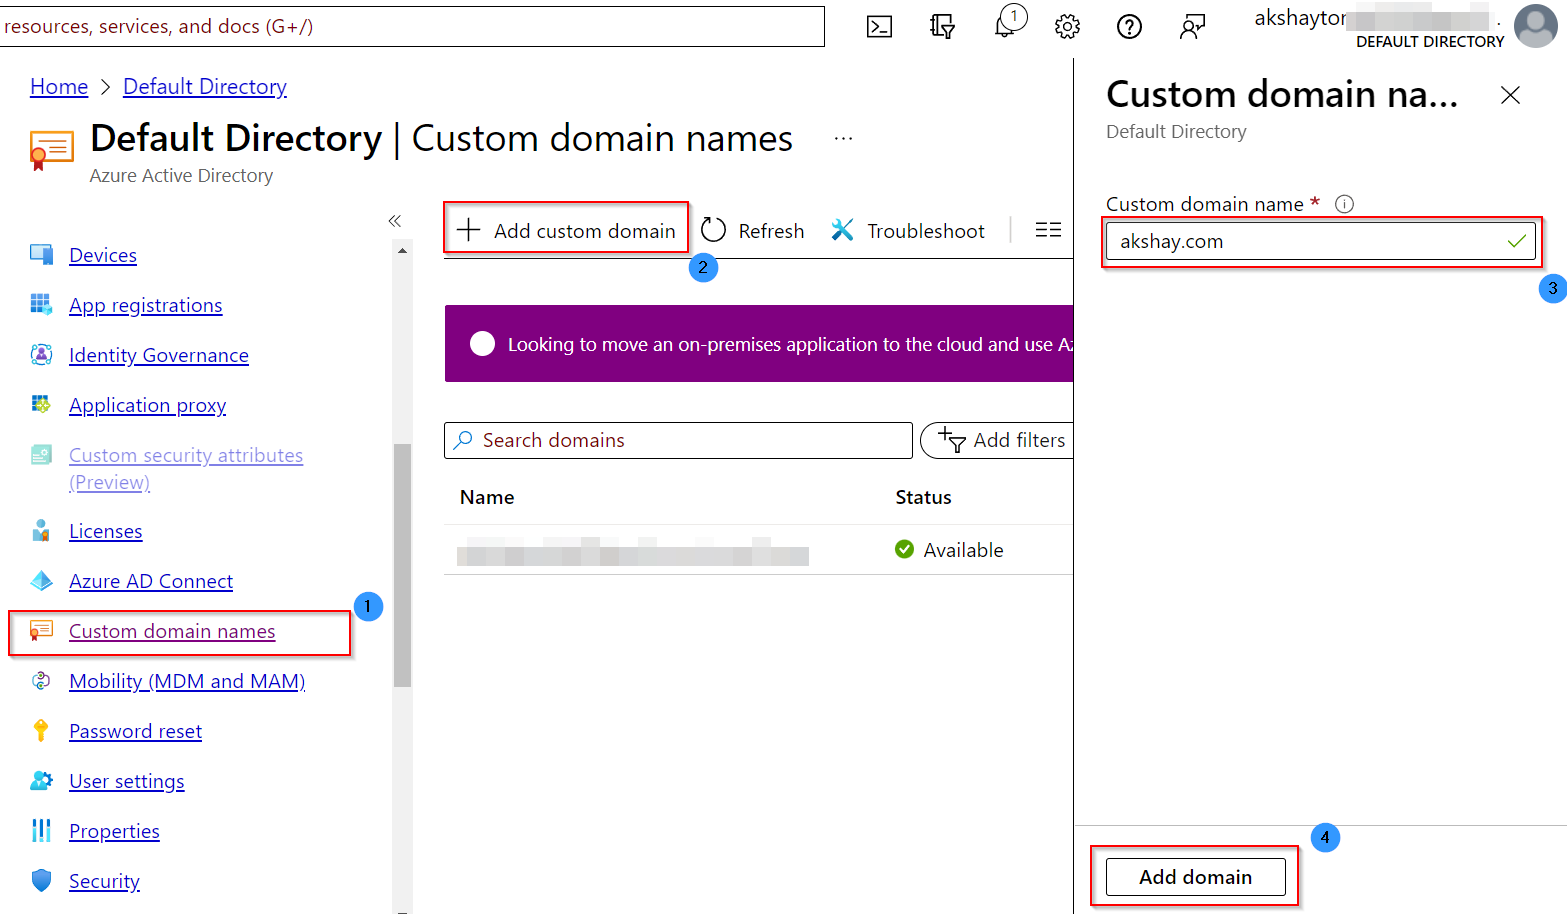 resources, services, and docs (G+/)
1
akshaytor
.
DEFAULT DIRECTORY
Home > Default Directory
Default Directory | Custom domain names ...
Azure Active Directory
«
Devices
App registrations
Identity Governance
Application proxy
Custom security attributes
(Preview)
Licenses
Azure AD Connect
Custom domain names
1
Mobility (MDM and MAM)
Password reset
User settings
Properties
Security
+ Add custom domain
Refresh
Troubleshoot
2
Looking to move an on-premises application to the cloud and use Az
Search domains
Add filters
Name
Status
Available
Custom domain na...
Default Directory
Custom domain name *
akshay.com
3
4
Add domain